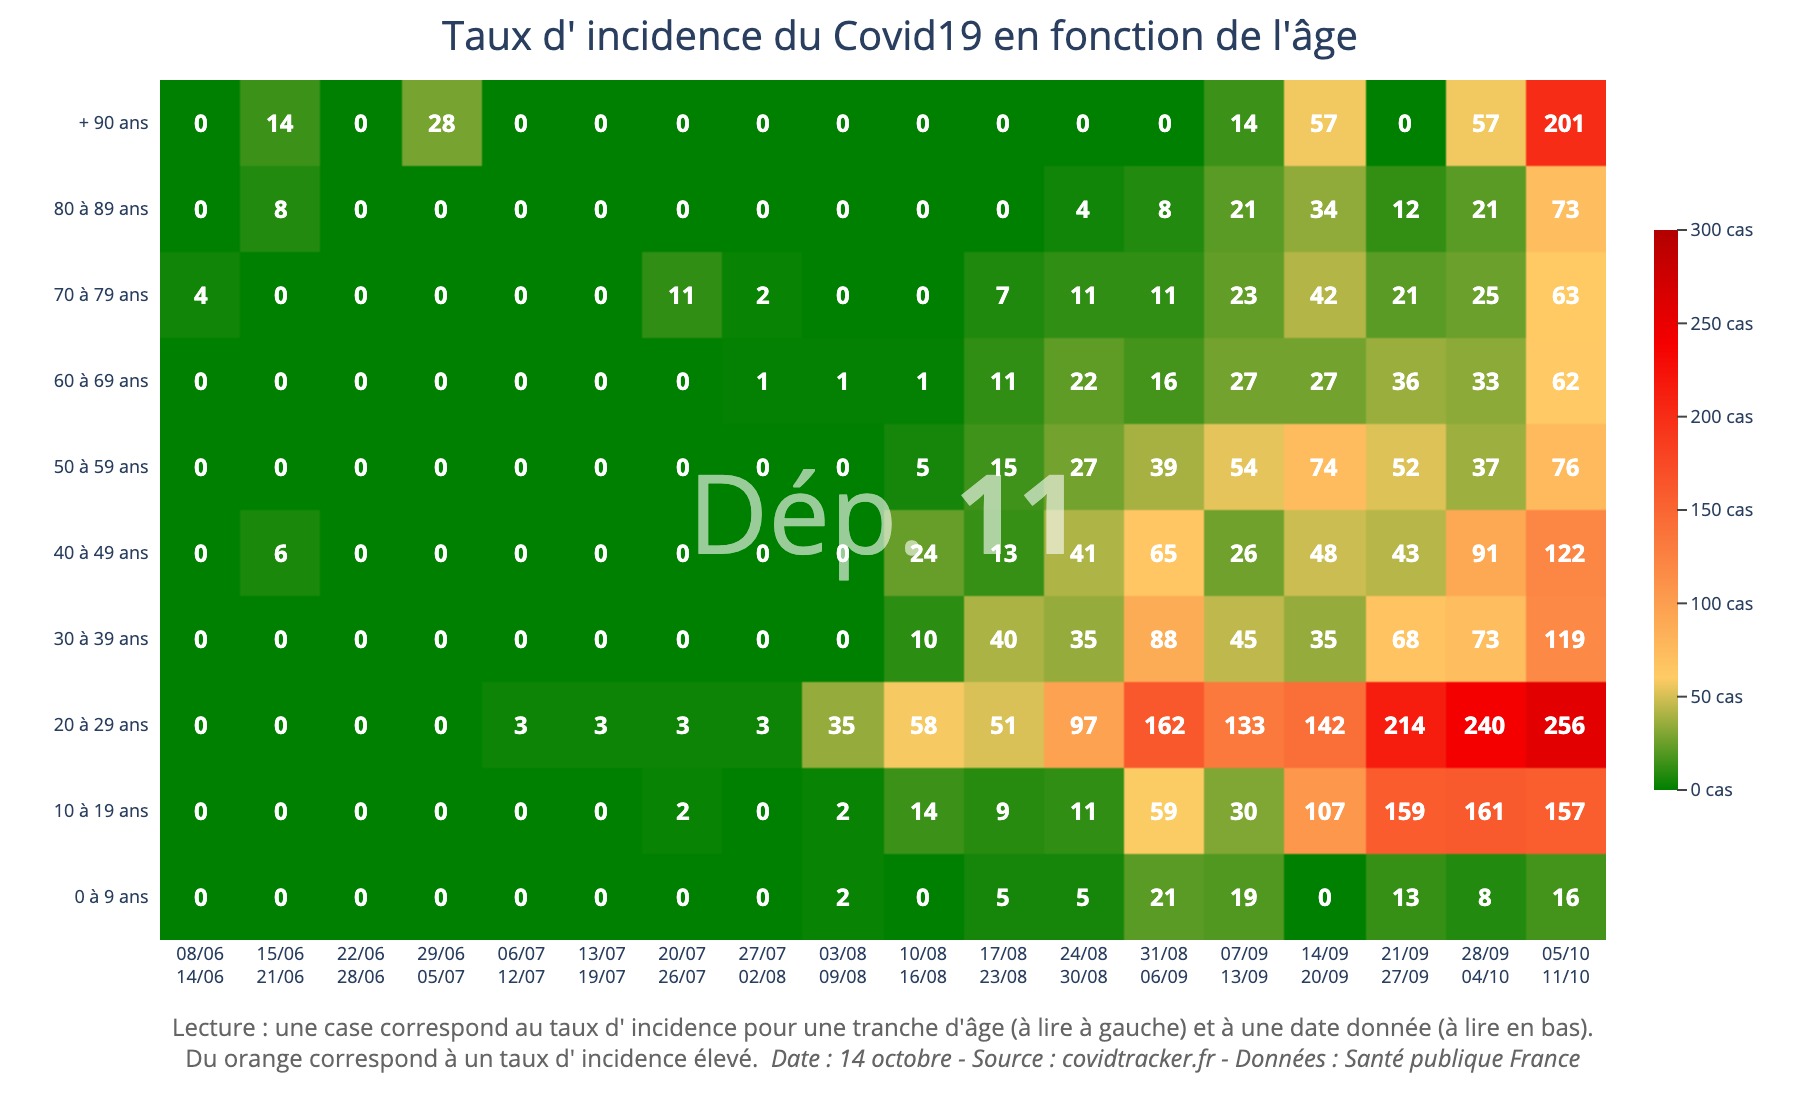 Taux d' incidence du Covid19 en fonction de l'âge
+ 90 ans 0 14 0 28 0 0 0 0 0 0 0 0 0 14 57 0 57 201
80 à 89 ans 0 8 0 0 0 0 0 0 0 0 0 4 8 21 34 12 21 73
300 cas
70 à 79 ans 4 0 0 0 0 0 11 2 0 0 7 11 11 23 42 21 25 63
250 cas
60 à 69 ans 0 0 0 0 0 0 0 1 1 1 11 22 16 27 27 36 33 62
200 cas
50 à 59 ans 0 0 0 0 0 0 0 0 0 5 15 27 39 54 74 52 37 76
Dép. 11
150 cas
40 à 49 ans 0 6 0 0 0 0 0 0 0 24 13 41 65 26 48 43 91 122
100 cas
30 à 39 ans 0 0 0 0 0 0 0 0 0 10 40 35 88 45 35 68 73 119
50 cas
20 à 29 ans 0 0 0 0 3 3 3 3 35 58 51 97 162 133 142 214 240 256
0 cas
10 à 19 ans 0 0 0 0 0 0 2 0 2 14 9 11 59 30 107 159 161 157
0 à 9 ans 0 0 0 0 0 0 0 0 2 0 5 5 21 19 0 13 8 16
08/06 15/06 22/06 29/06 06/07 13/07 20/07 27/07 03/08 10/08 17/08 24/08 31/08 07/09 14/09 21/09 28/09 05/10
14/06 21/06 28/06 05/07 12/07 19/07 26/07 02/08 09/08 16/08 23/08 30/08 06/09 13/09 20/09 27/09 04/10 11/10
Lecture : une case correspond au taux d' incidence pour une tranche d'âge (à lire à gauche) et à une date donnée (à lire en bas).
Du orange correspond à un taux d' incidence élevé. Date : 14 octobre - Source : covidtracker.fr - Données : Santé publique France